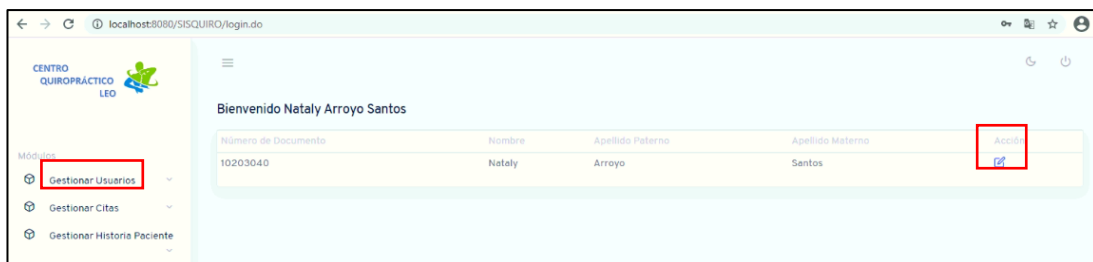 localhost:8080/SISQUIRO/login.do
CENTRO
QUIROPRÁCTICO
LEO
Bienvenido Nataly Arroyo Santos
Número de Documento Nombre Apellido Paterno Apellido Materno Acción
10203040 Nataly Arroyo Santos
Módulos
Gestionar Usuarios
Gestionar Citas
Gestionar Historia Paciente